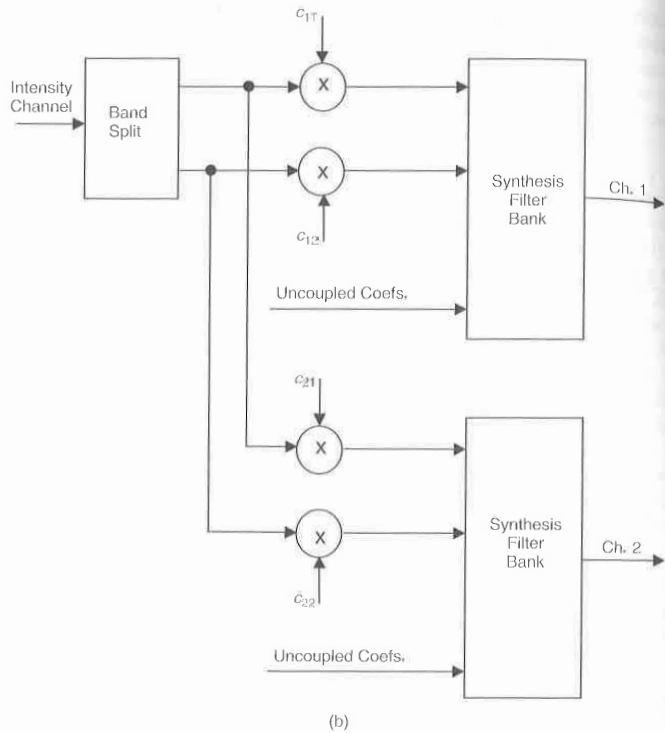 c11
Intensity
Channel
Band
Split
X
X
c12
Synthesis
Filter
Bank
Ch. 1
Uncoupled Coefs.
c21
X
X
c22
Synthesis
Filter
Bank
Ch. 2
Uncoupled Coefs.
(b)